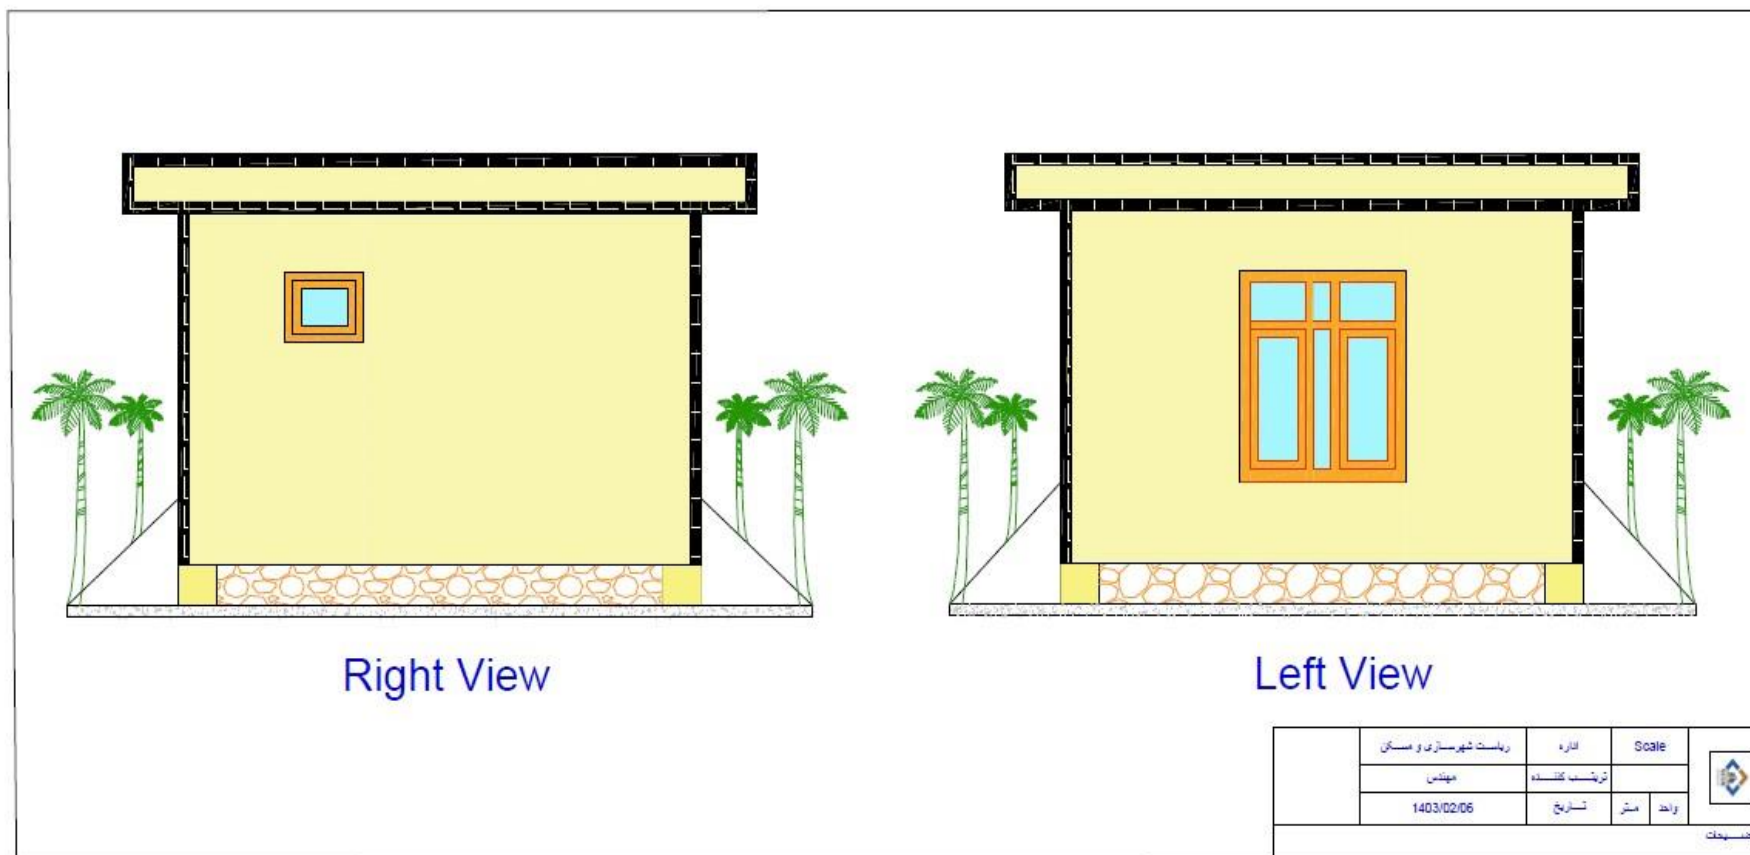 Right View
Left View
ریاست شهرسازی و مسکن اداره Scale
مهندس ترتیب کننده
1403/02/06 تاریخ متر واحد